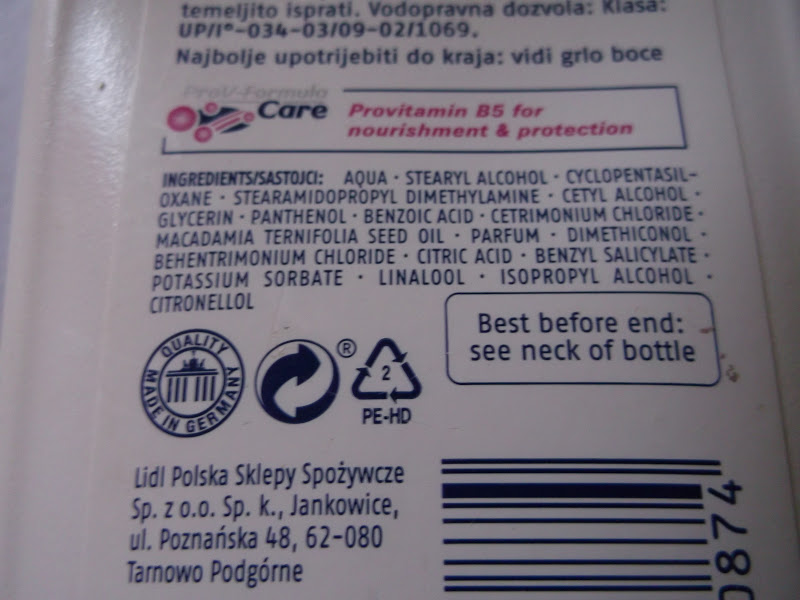 temeljito isprati. Vodopravna dozvola: Klasa:
UP/I°-034-03/09-02/1069.
Najbolje upotrijebiti do kraja: vidi grlo boce
ProV-Formula
Care
Provitamin B5 for
nourishment & protection
INGREDIENTS/SASTOJCI: AQUA · STEARYL ALCOHOL · CYCLOPENTASIL-
OXANE · STEARAMIDOPROPYL DIMETHYLAMINE · CETYL ALCOHOL ·
GLYCERIN · PANTHENOL · BENZOIC ACID · CETRIMONIUM CHLORIDE ·
MACADAMIA TERNIFOLIA SEED OIL · PARFUM · DIMETHICONOL ·
BEHENTRIMONIUM CHLORIDE · CITRIC ACID · BENZYL SALICYLATE ·
POTASSIUM SORBATE · LINALOOL · ISOPROPYL ALCOHOL ·
CITRONELLOL
Best before end:
see neck of bottle
QUALITY
MADE IN GERMANY
®
2
PE-HD
Lidl Polska Sklepy Spożywcze
Sp. z o.o. Sp. k., Jankowice,
ul. Poznańska 48, 62-080
Tarnowo Podgórne
0874